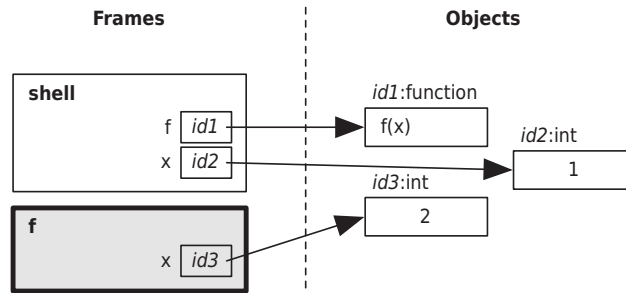 Frames
Objects
shell
f id1
x id2
id1:function
f(x)
id2:int
1
id3:int
2
f
x id3